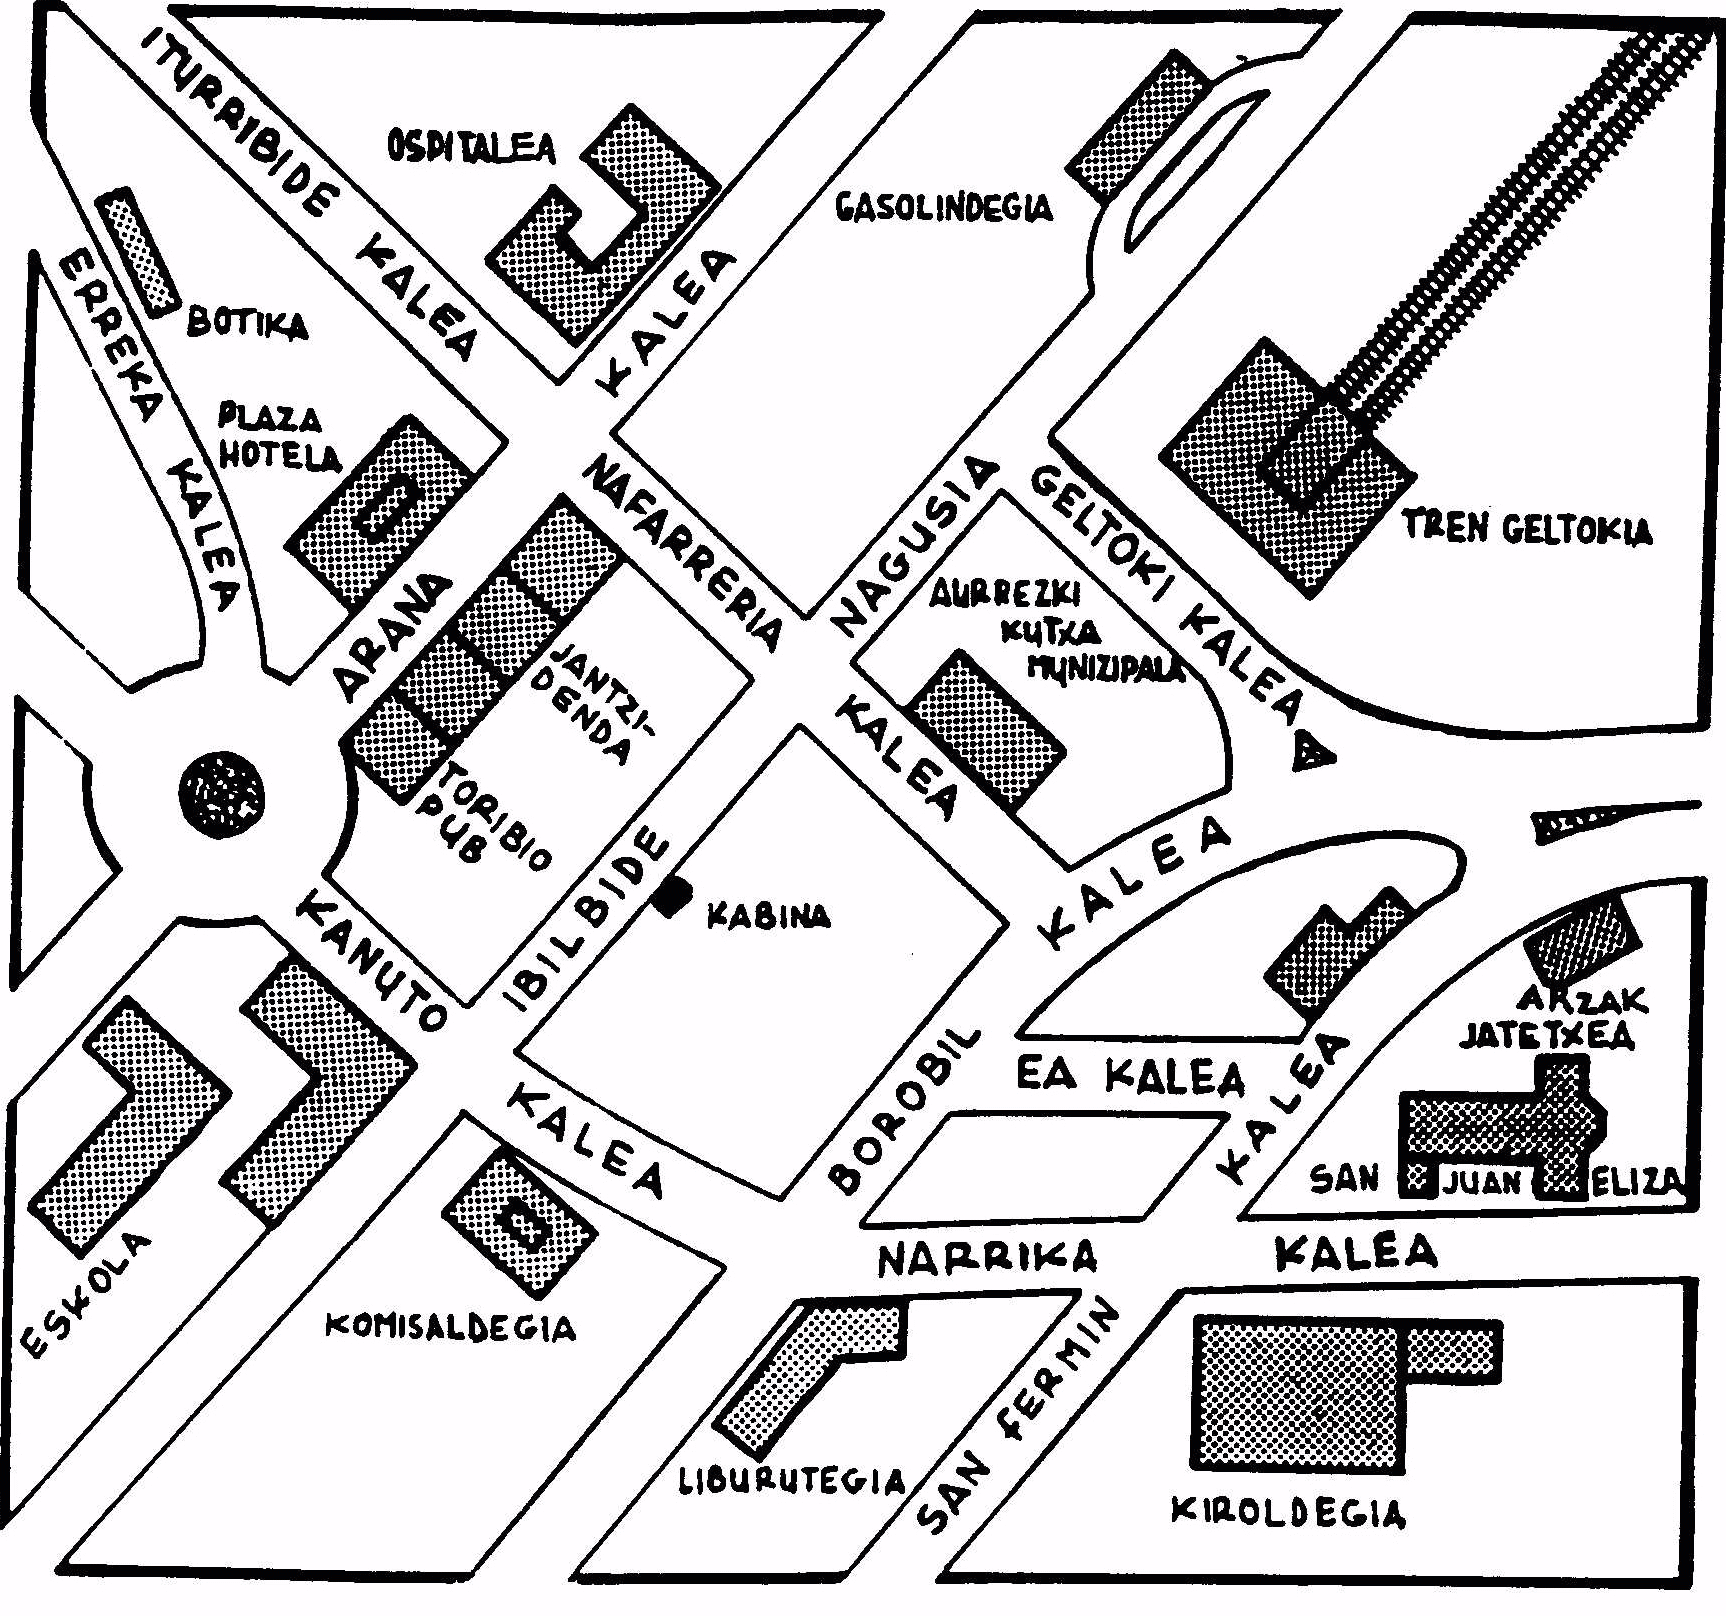 ITURRIBIDE KALEA
OSPITALEA
GASOLINDEGIA
ERREKA KALEA
BOTIKA
KALEA
PLAZA
HOTELA
ARANA
NAFARRERIA
KALEA
NAGUSIA
GELTOKI KALEA
TREN GELTOKIA
AURREZKI
KUTXA
MUNIZIPALA
JANTZI-
DENDA
TORIBIO
PUB
IBILBIDE
KABINA
KALEA
KANUTO
KALEA
BOROBIL
EA KALEA
KALEA
ARZAK
JATETXEA
SAN JUAN ELIZA
ESKOLA
KOMISALDEGIA
NARRIKA KALEA
LIBURUTEGIA
SAN FERMIN
KIROLDEGIA